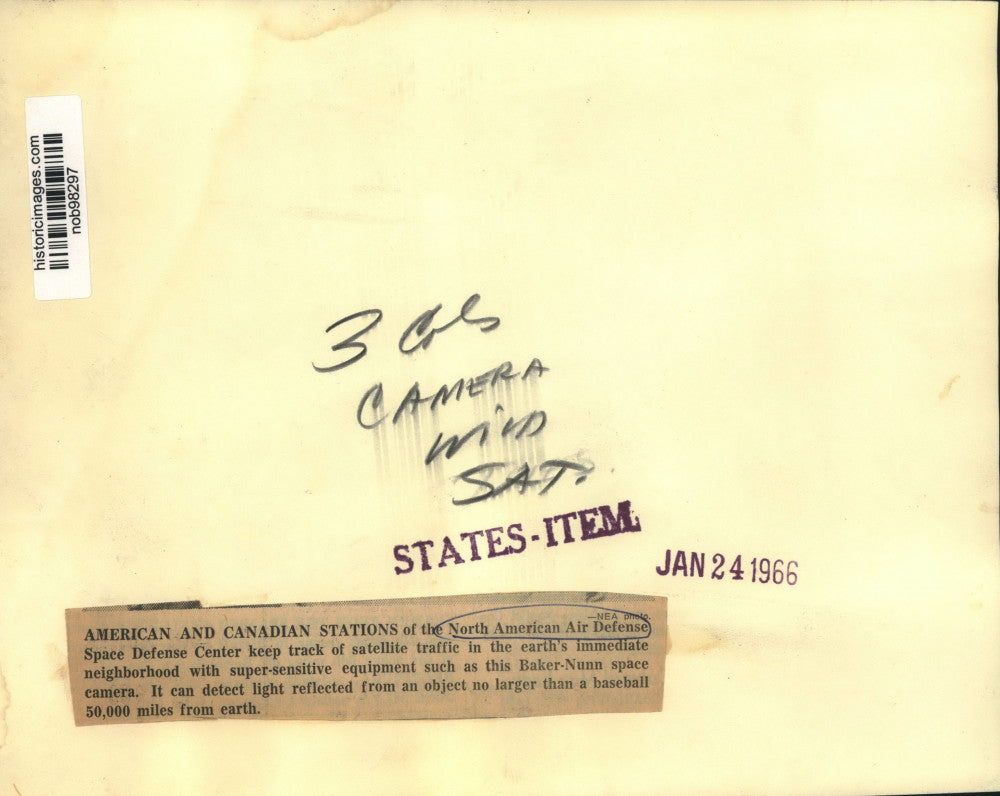 historicimages.com
nob98297
3 Cols
CAMERA
SAT.
STATES-ITEM
JAN 24 1966
—NEA photo.
AMERICAN AND CANADIAN STATIONS of the North American Air Defense
Space Defense Center keep track of satellite traffic in the earth's immediate
neighborhood with super-sensitive equipment such as this Baker-Nunn space
camera. It can detect light reflected from an object no larger than a baseball
50,000 miles from earth.